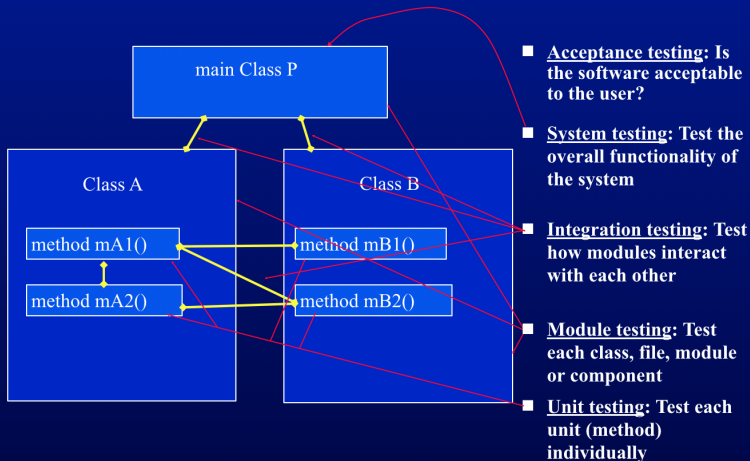 main Class P
Class A
Class B
method mA1()
method mB1()
method mA2()
method mB2()
Acceptance testing: Is
the software acceptable
to the user?
System testing: Test the
overall functionality of
the system
Integration testing: Test
how modules interact
with each other
Module testing: Test
each class, file, module
or component
Unit testing: Test each
unit (method)
individually